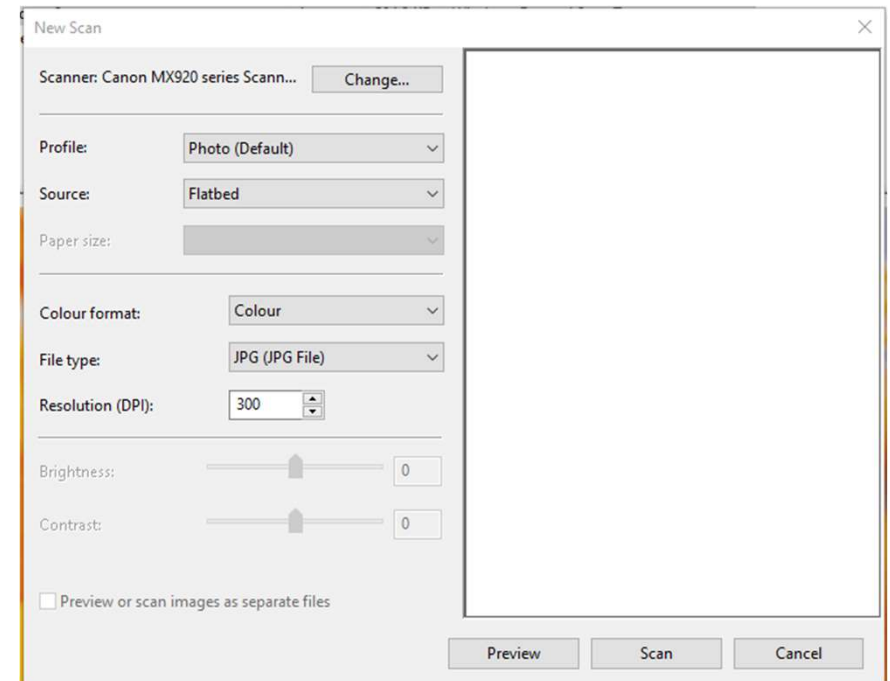 New Scan
Scanner: Canon MX920 series Scann... Change...
Profile: Photo (Default)
Source: Flatbed
Paper size:
Colour format: Colour
File type: JPG (JPG File)
Resolution (DPI): 300
Brightness: 0
Contrast: 0
Preview or scan images as separate files
Preview Scan Cancel